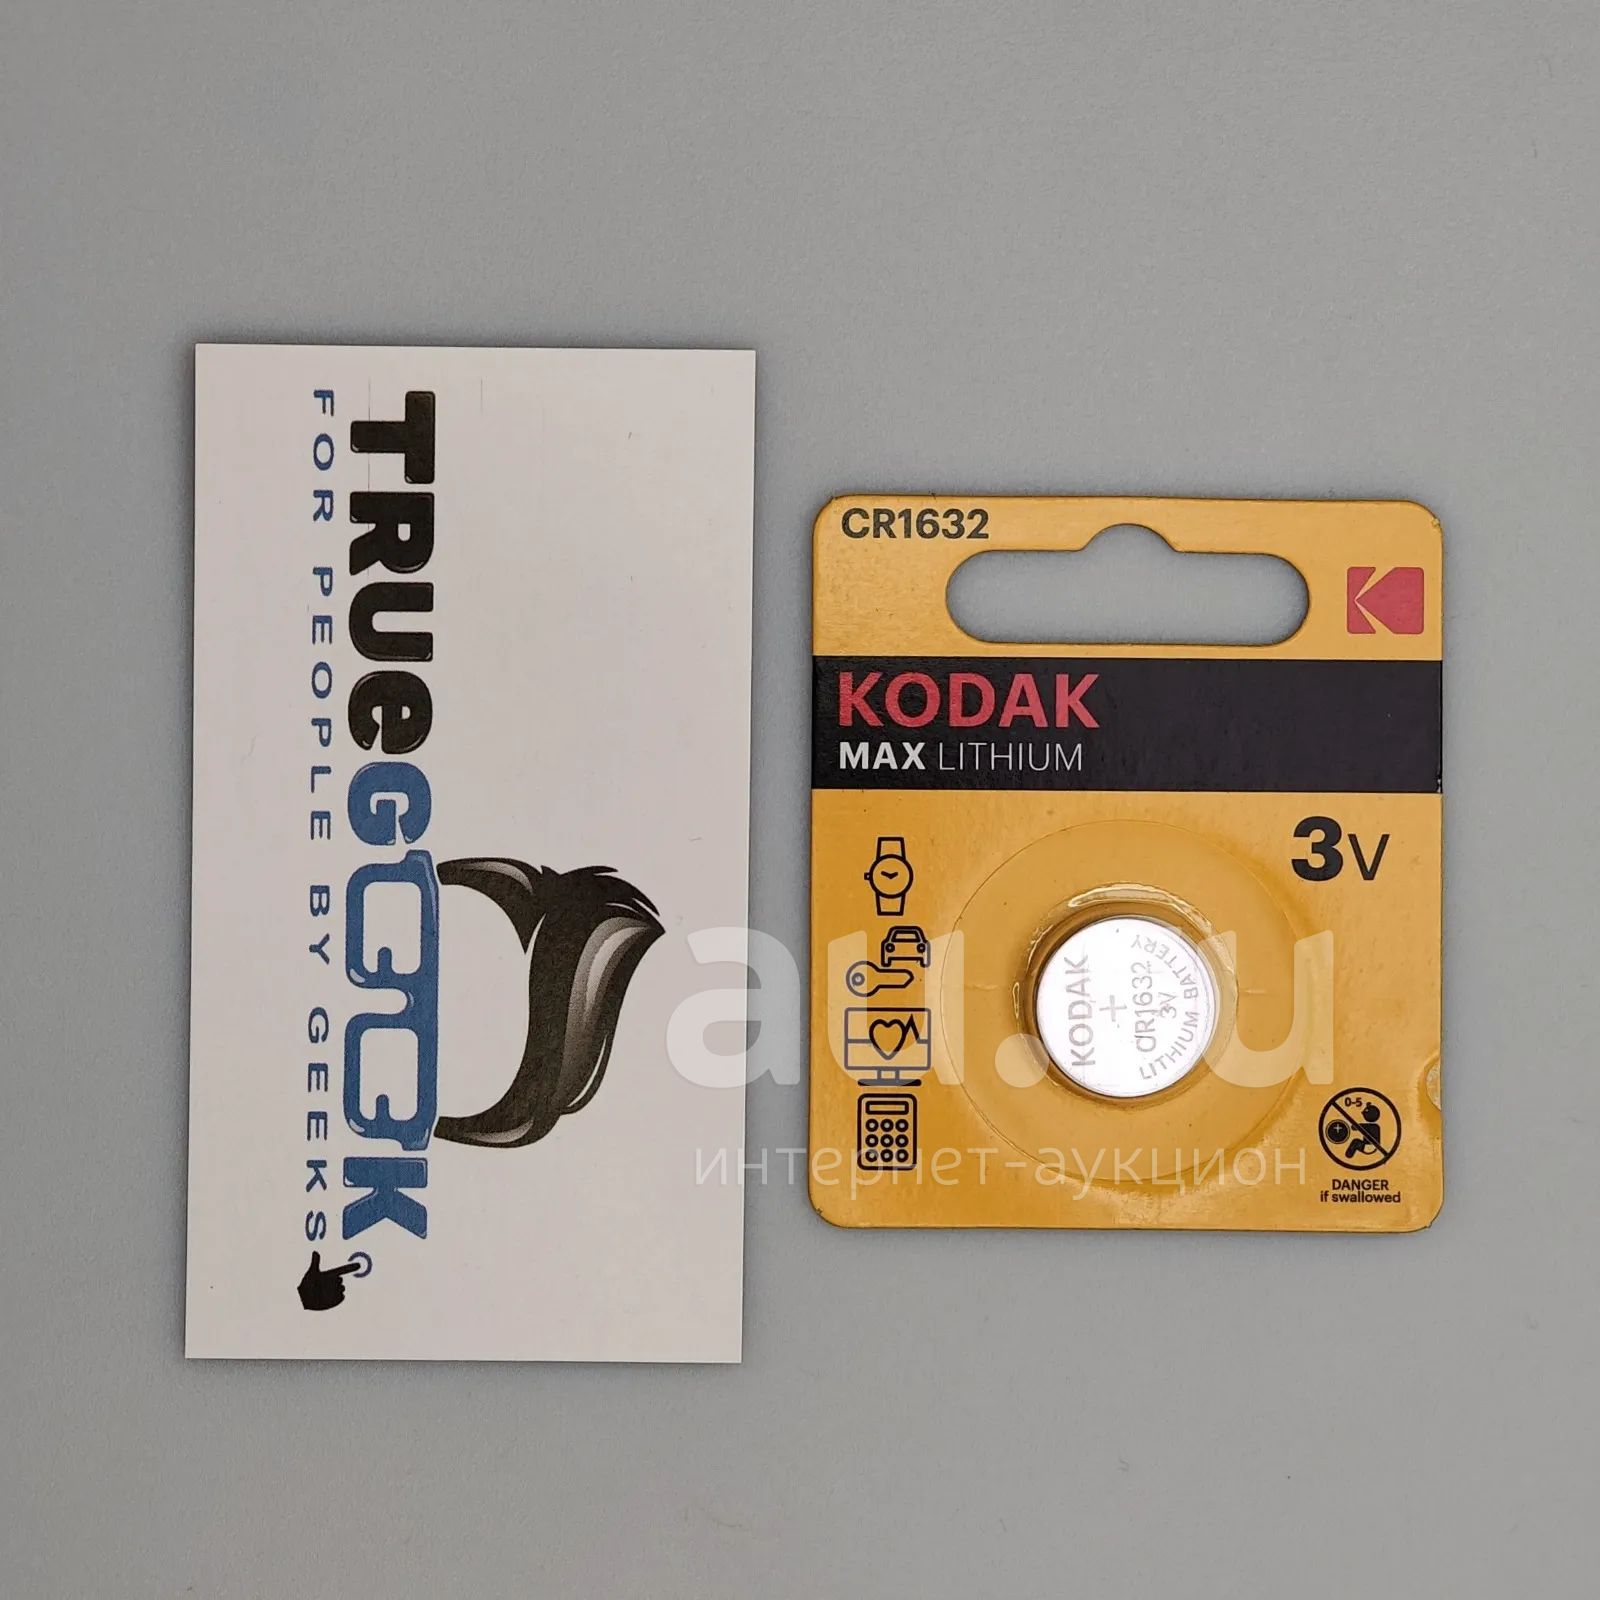 TRUEGEEK
FOR PEOPLE BY GEEKS
CR1632
KODAK
MAX LITHIUM
3V
KODAK
+
CR1632
3V
LITHIUM BATTERY
0-5
DANGER
if swallowed
au.ru
интернет-аукцион